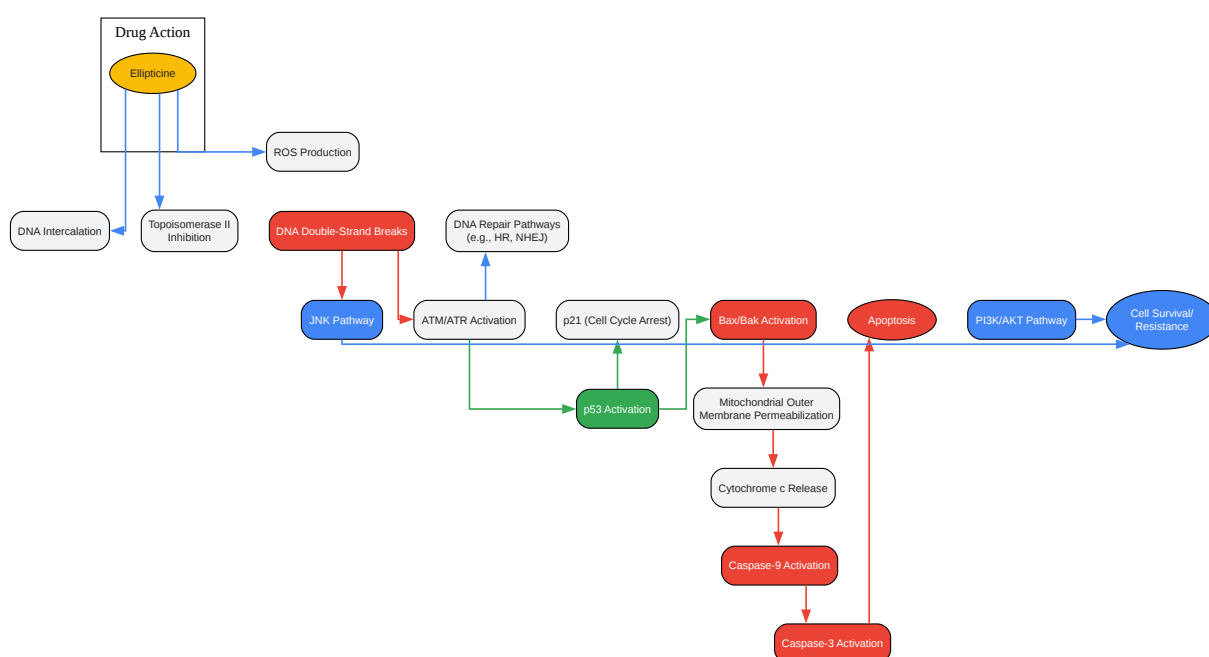 Drug Action
Ellipticine
ROS Production
DNA Intercalation
Topoisomerase II
Inhibition
DNA Double-Strand Breaks
DNA Repair Pathways
(e.g., HR, NHEJ)
JNK Pathway
ATM/ATR Activation
p21 (Cell Cycle Arrest)
Bax/Bak Activation
Apoptosis
PI3K/AKT Pathway
Cell Survival/
Resistance
p53 Activation
Mitochondrial Outer
Membrane Permeabilization
Cytochrome c Release
Caspase-9 Activation
Caspase-3 Activation